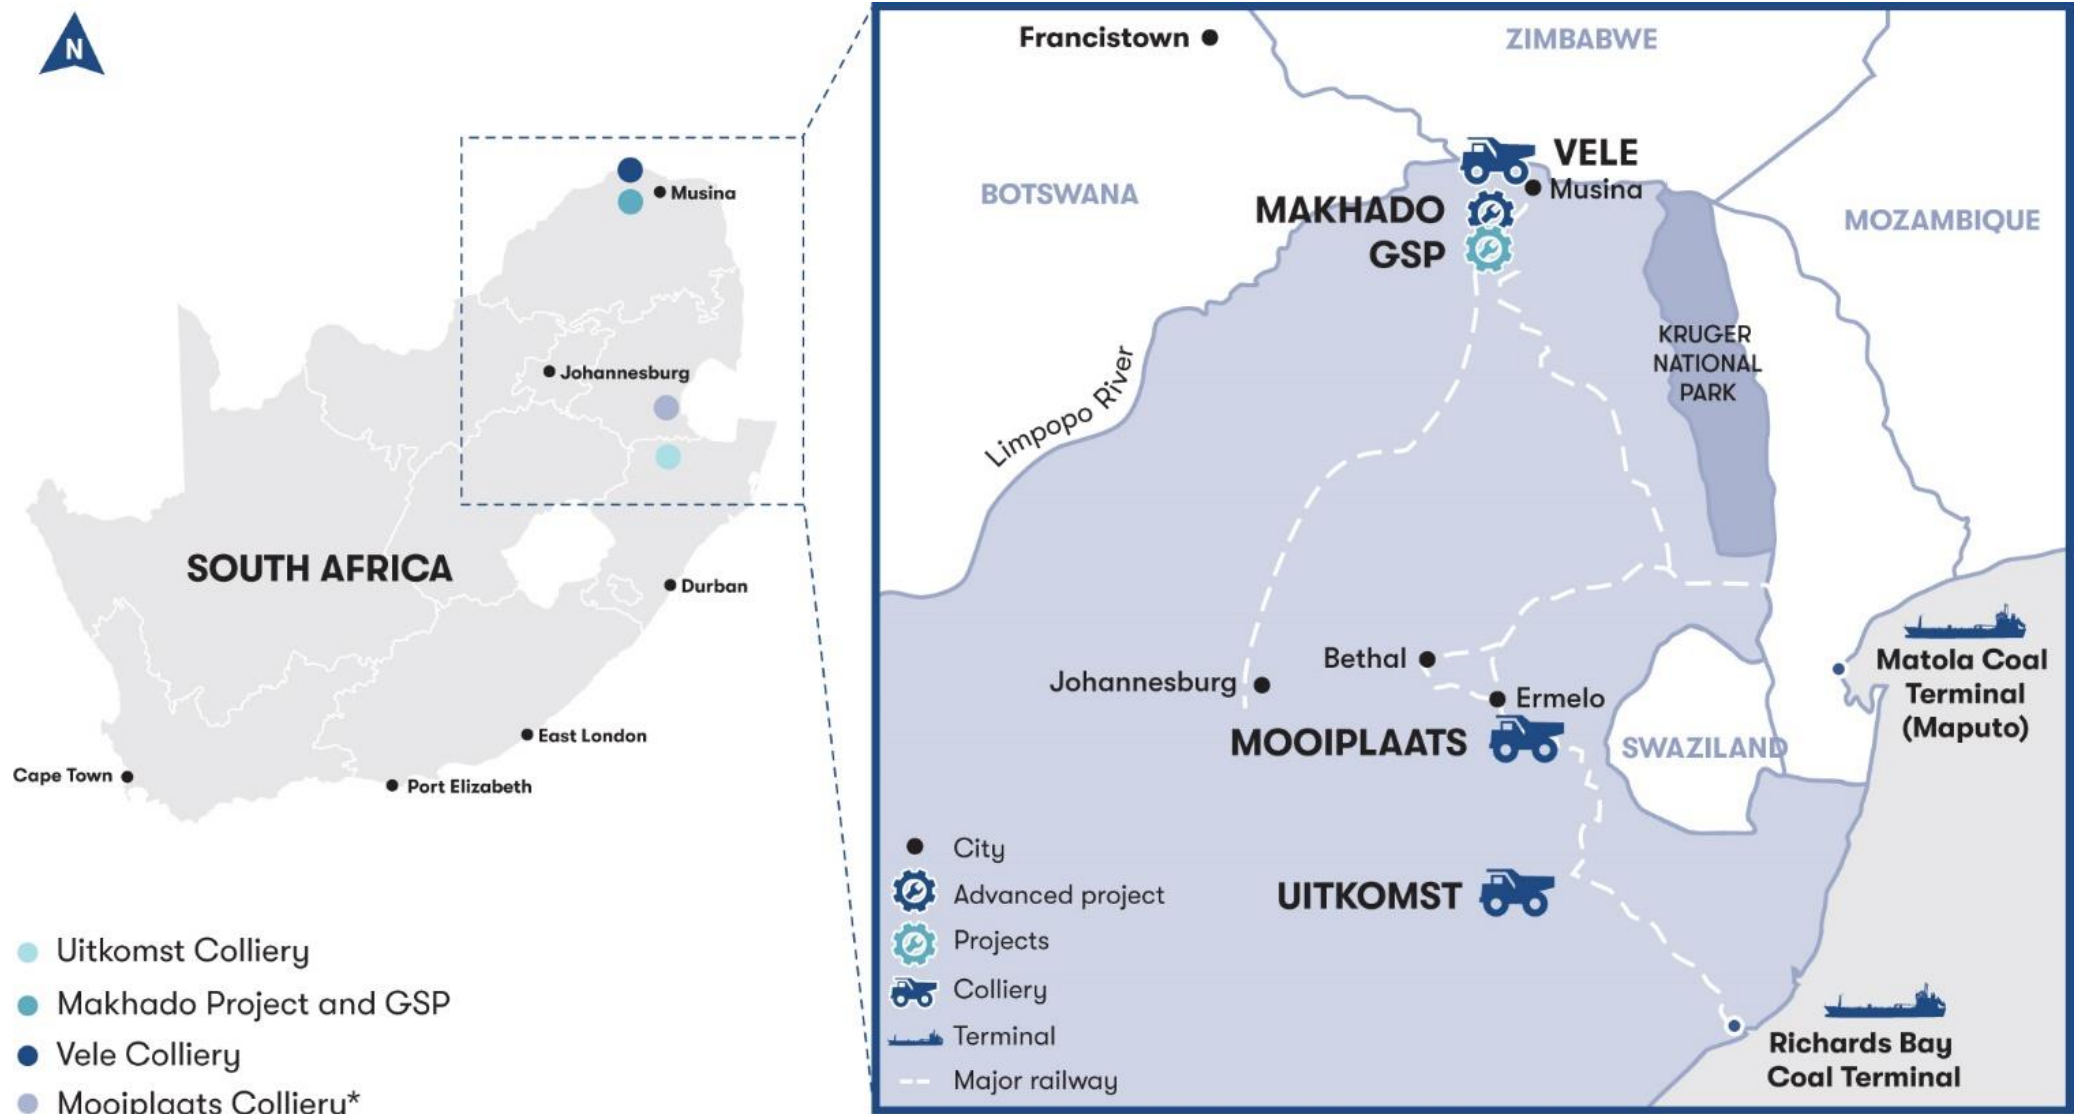 N
Musina
Johannesburg
SOUTH AFRICA
Durban
East London
Cape Town
Port Elizabeth
Uitkomst Colliery
Makhado Project and GSP
Vele Colliery
Mooiplaats Colliery*
Francistown
ZIMBABWE
VELE
Musina
BOTSWANA
MAKHADO
GSP
MOZAMBIQUE
KRUGER
NATIONAL
PARK
Limpopo River
Bethal
Johannesburg
Ermelo
MOOIPLAATS
SWAZILAND
Matola Coal
Terminal
(Maputo)
UITKOMST
Richards Bay
Coal Terminal
City
Advanced project
Projects
Colliery
Terminal
Major railway